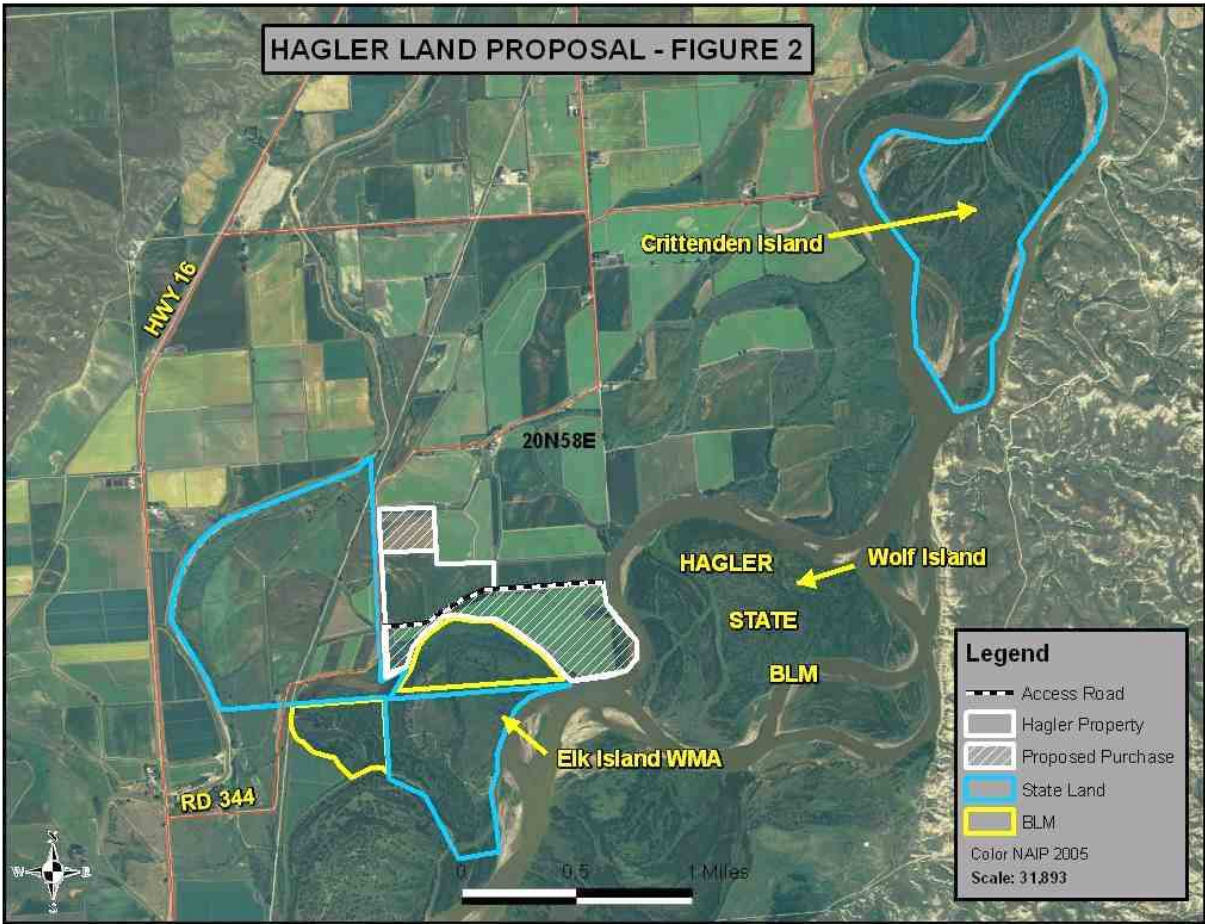 HAGLER LAND PROPOSAL - FIGURE 2
HWY 16
Crittenden Island
20N58E
HAGLER
Wolf Island
STATE
BLM
Elk Island WMA
RD 344
Legend
Access Road
Hagler Property
Proposed Purchase
State Land
BLM
Color NAIP 2005
Scale: 31,893
N
W
E
S
0 0.5 1 Miles